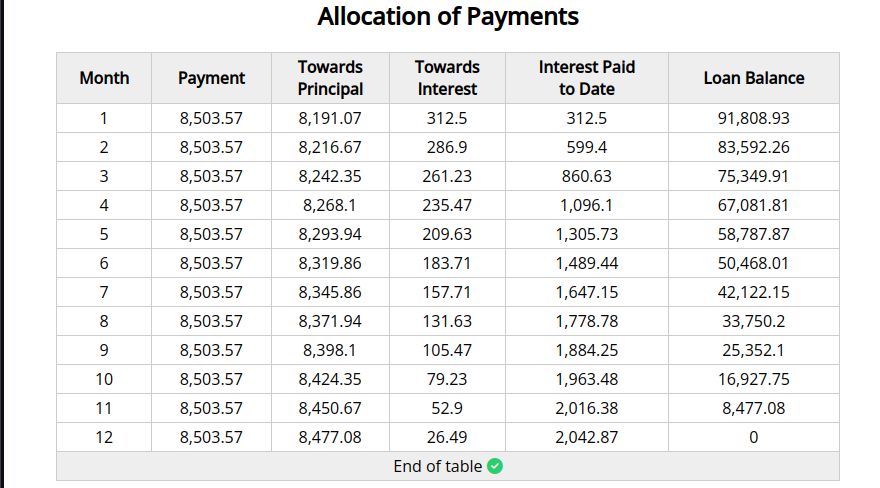 Allocation of Payments
Month Payment Towards Principal Towards Interest Interest Paid to Date Loan Balance
1 8,503.57 8,191.07 312.5 312.5 91,808.93
2 8,503.57 8,216.67 286.9 599.4 83,592.26
3 8,503.57 8,242.35 261.23 860.63 75,349.91
4 8,503.57 8,268.1 235.47 1,096.1 67,081.81
5 8,503.57 8,293.94 209.63 1,305.73 58,787.87
6 8,503.57 8,319.86 183.71 1,489.44 50,468.01
7 8,503.57 8,345.86 157.71 1,647.15 42,122.15
8 8,503.57 8,371.94 131.63 1,778.78 33,750.2
9 8,503.57 8,398.1 105.47 1,884.25 25,352.1
10 8,503.57 8,424.35 79.23 1,963.48 16,927.75
11 8,503.57 8,450.67 52.9 2,016.38 8,477.08
12 8,503.57 8,477.08 26.49 2,042.87 0
End of table